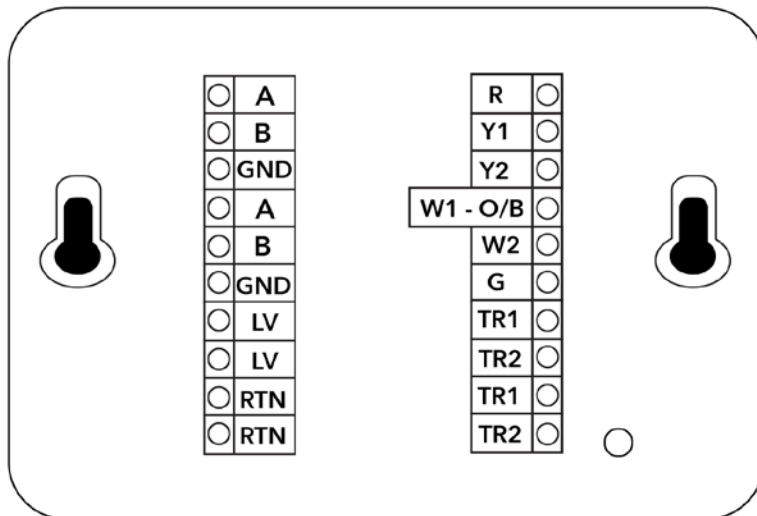 A
B
GND
A
B
GND
LV
LV
RTN
RTN
R
Y1
Y2
W1 - O/B
W2
G
TR1
TR2
TR1
TR2